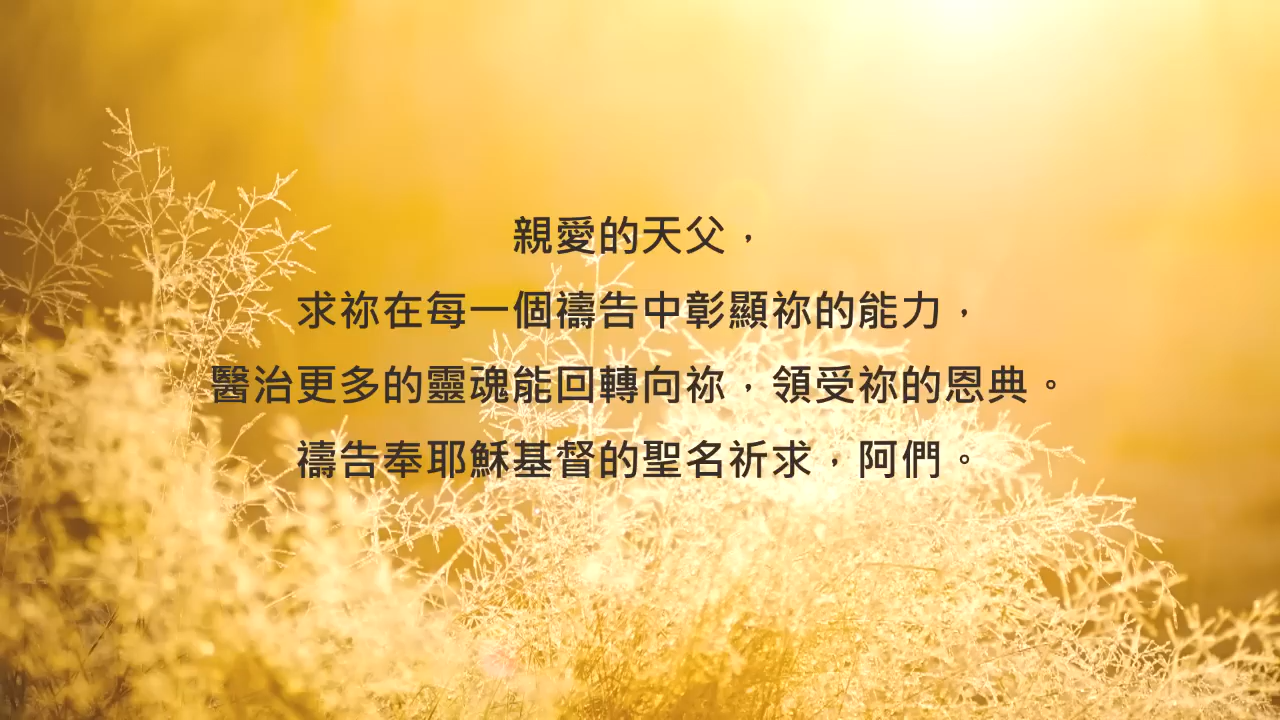 親愛的天父，
求祢在每一個禱告中彰顯祢的能力，
醫治更多的靈魂能回轉向祢，領受祢的恩典。
禱告奉耶穌基督的聖名祈求，阿們。